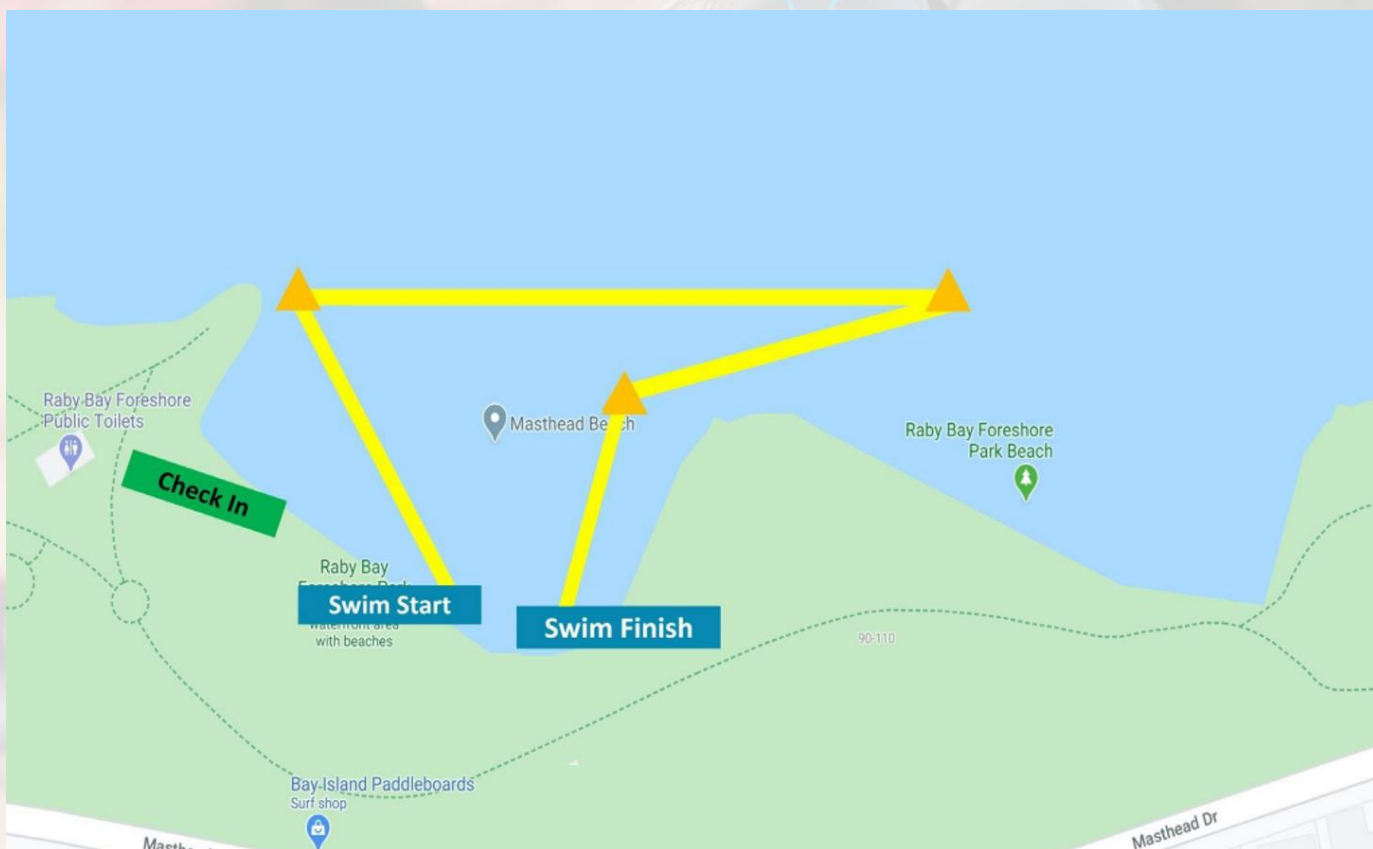 Raby Bay Foreshore
Public Toilets
Check In
Masthead Beach
Raby Bay Foreshore
Park Beach
Raby Bay
Swim Start
waterfront area
with beaches
Swim Finish
90-110
Bay Island Paddleboards
Surf shop
Masthead Dr